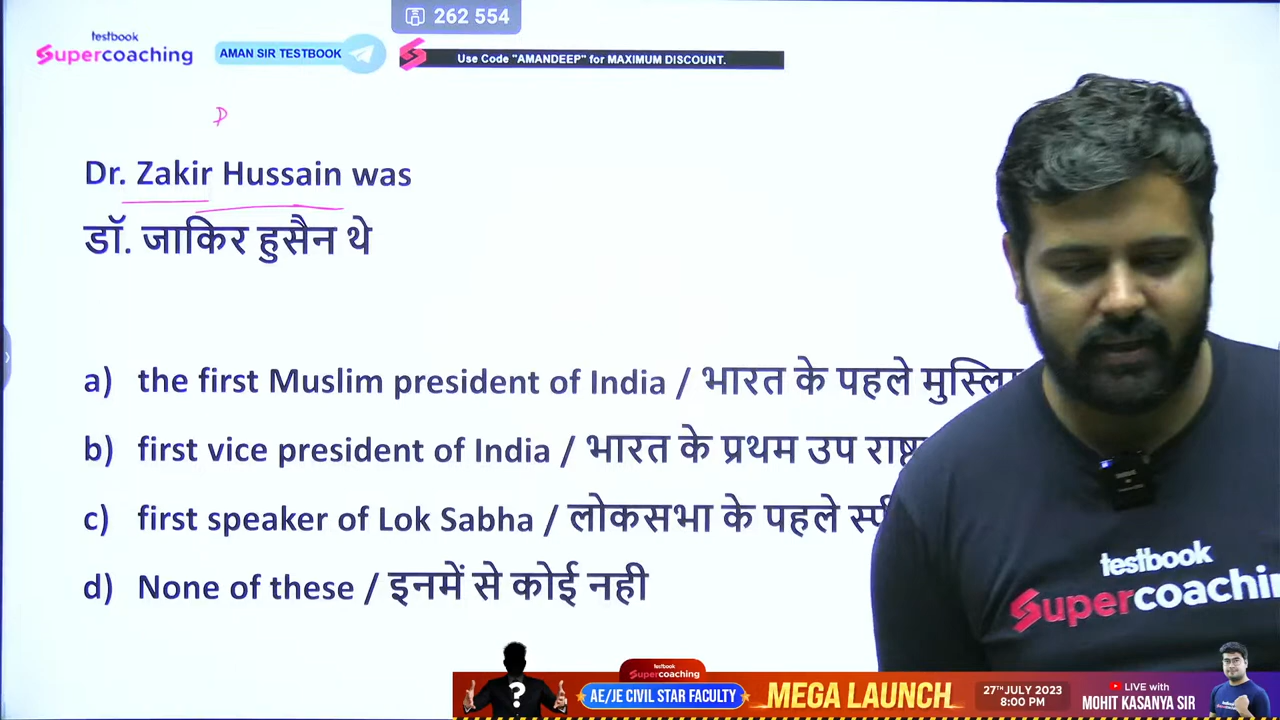 262 554
testbook
Supercoaching
AMAN SIR TESTBOOK
Use Code "AMANDEEP" for MAXIMUM DISCOUNT.
P
Dr. Zakir Hussain was
डॉ. जाकिर हुसैन थे
a) the first Muslim president of India / भारत के पहले
b) first vice president of India / भारत के प्रथम उप
c) first speaker of Lok Sabha / लोकसभा के पहले
d) None of these / इनमें से कोई नही
testbook
Supercoaching
testbook
Supercoaching
?
AE/JE CIVIL STAR FACULTY
MEGA LAUNCH
27TH JULY 2023
8:00 PM
LIVE with
MOHIT KASANYA SIR